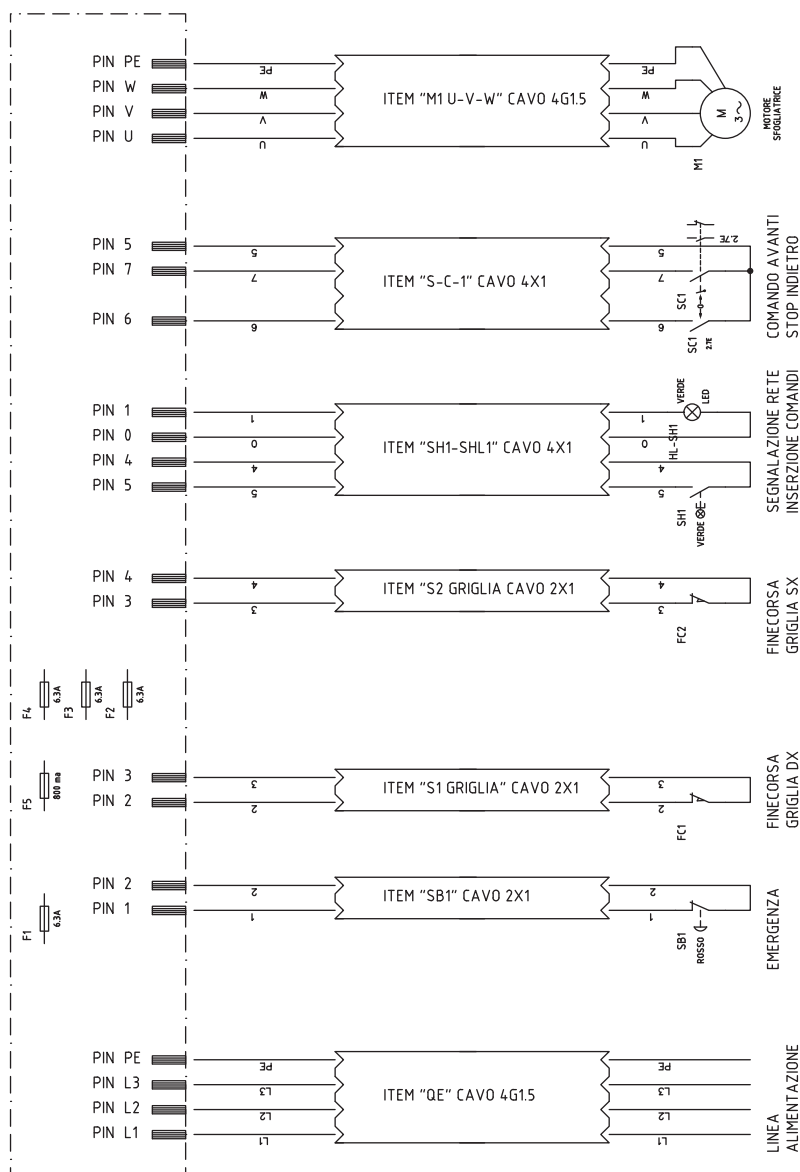 PIN PE
PE
PE
PIN W
W
W
ITEM "M1 U-V-W" CAVO 4G1.5
PIN V
V
V
PIN U
U
U
M
3~
MOTORE
SFOGLIATRICE
M1
PIN 5
5
5
2.7E
PIN 7
7
7
ITEM "S-C-1" CAVO 4X1
SC1
0
PIN 6
6
6
SC1
2.7E
COMANDO AVANTI
STOP INDIETRO
PIN 1
1
1
VERDE
LED
PIN 0
0
0
HL-SH1
ITEM "SH1-SHL1" CAVO 4X1
PIN 4
4
4
PIN 5
5
5
SH1
VERDE
SEGNALAZIONE RETE
INSERZIONE COMANDI
PIN 4
4
4
ITEM "S2 GRIGLIA CAVO 2X1
PIN 3
3
3
FC2
FINECORSA
GRIGLIA SX
F4
6.3A
F3
6.3A
F2
6.3A
F5
800 ma
PIN 3
3
3
ITEM "S1 GRIGLIA" CAVO 2X1
PIN 2
2
2
FC1
FINECORSA
GRIGLIA DX
PIN 2
2
2
ITEM "SB1" CAVO 2X1
PIN 1
1
1
F1
6.3A
SB1
ROSSO
EMERGENZA
PIN PE
PE
PE
PIN L3
L3
L3
ITEM "QE" CAVO 4G1.5
PIN L2
L2
L2
PIN L1
L1
L1
LINEA
ALIMENTAZIONE